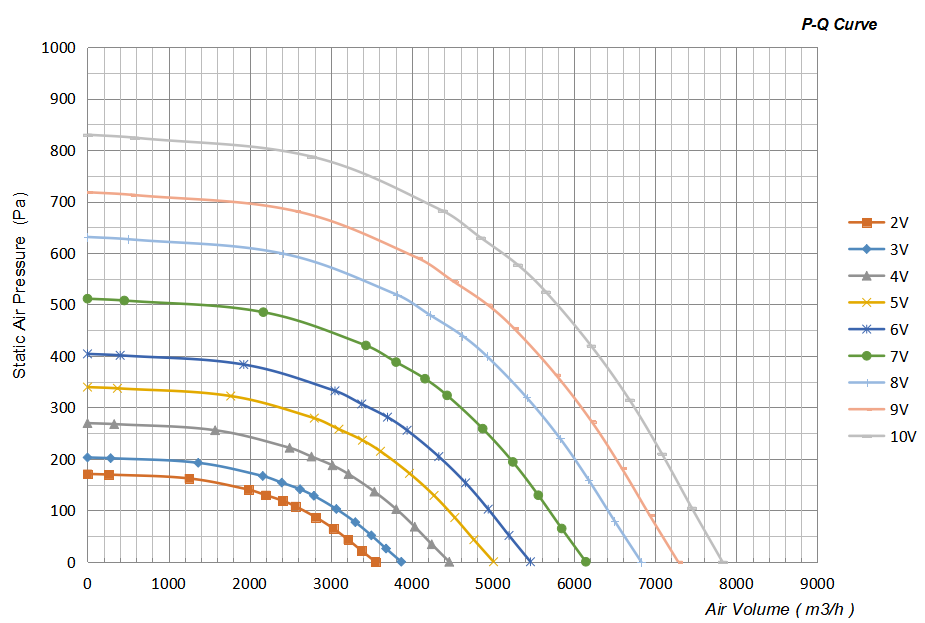 P-Q Curve
1000
900
800
700
600
500
400
300
200
100
0
Static Air Pressure (Pa)
0 1000 2000 3000 4000 5000 6000 7000 8000 9000
Air Volume ( m3/h )
2V
3V
4V
5V
6V
7V
8V
9V
10V